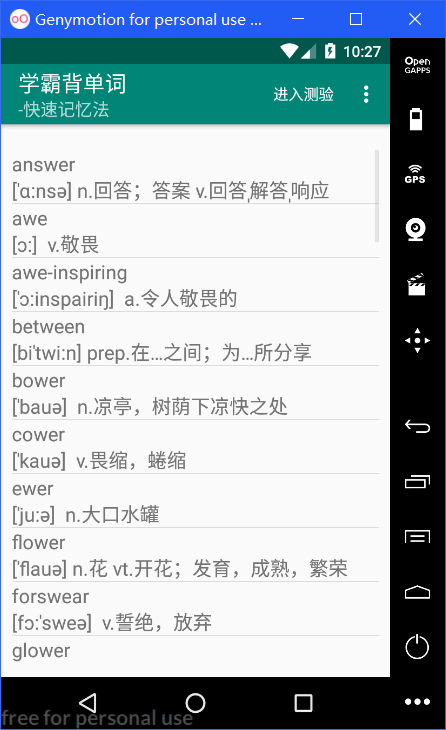 Genymotion for personal use ...
10:27
Open
GAPPS
学霸背单词
-快速记忆法
进入测验
GPS
answer
['ɑ:nsə] n.回答；答案 v.回答,解答,响应
awe
[ɔ:]  v.敬畏
awe-inspiring
['ɔ:inspairiŋ]  a.令人敬畏的
between
[bi'twi:n] prep.在...之间；为...所分享
bower
['bauə]  n.凉亭，树荫下凉快之处
cower
['kauə]  v.畏缩，蜷缩
ewer
['ju:ə]  n.大口水罐
flower
['flauə] n.花 vt.开花；发育，成熟，繁荣
forswear
[fɔ:'sweə]  v.誓绝，放弃
glower
free for personal use